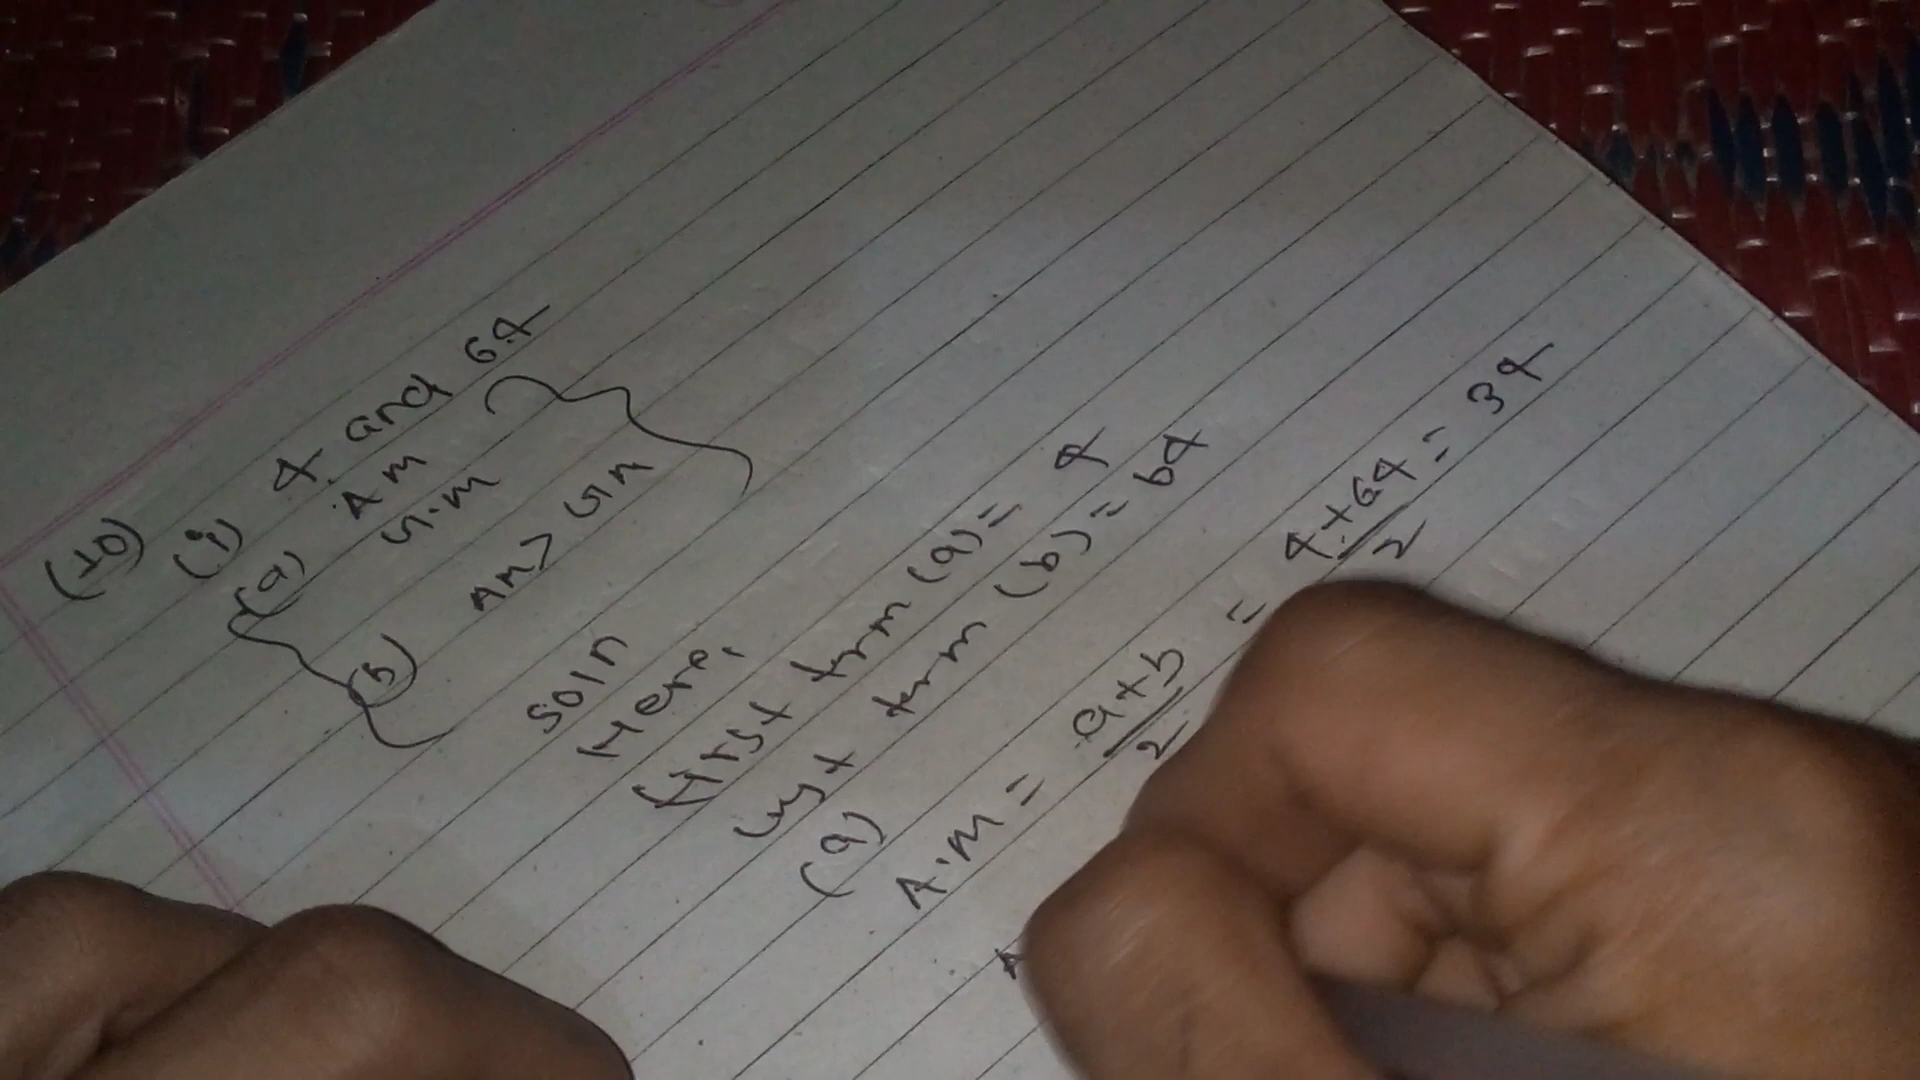 (10)
(i) 4 and 64
(a) AM
G.M
(b) AM > GM
Soln
Here,
first term (a) = 4
last term (b) = 64
(a)
A.M = a+b/2 = 4+64/2 = 34